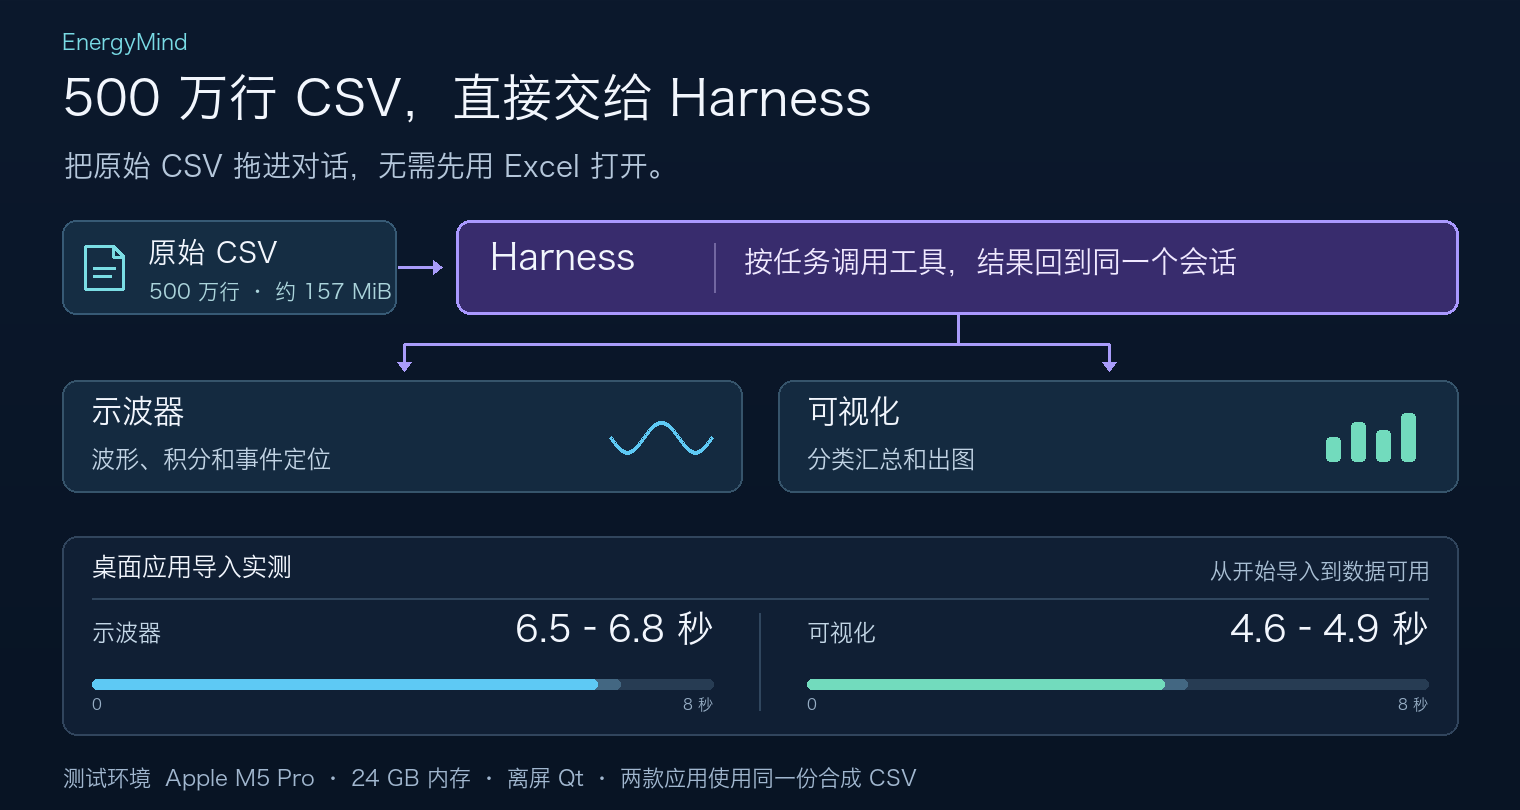 EnergyMind
500 万行 CSV，直接交给 Harness
把原始 CSV 拖进对话，无需先用 Excel 打开。
原始 CSV
500 万行 · 约 157 MiB
Harness
按任务调用工具，结果回到同一个会话
示波器
波形、积分和事件定位
可视化
分类汇总和出图
桌面应用导入实测
从开始导入到数据可用
示波器
6.5 - 6.8 秒
0
8 秒
可视化
4.6 - 4.9 秒
0
8 秒
测试环境 Apple M5 Pro · 24 GB 内存 · 离屏 Qt · 两款应用使用同一份合成 CSV